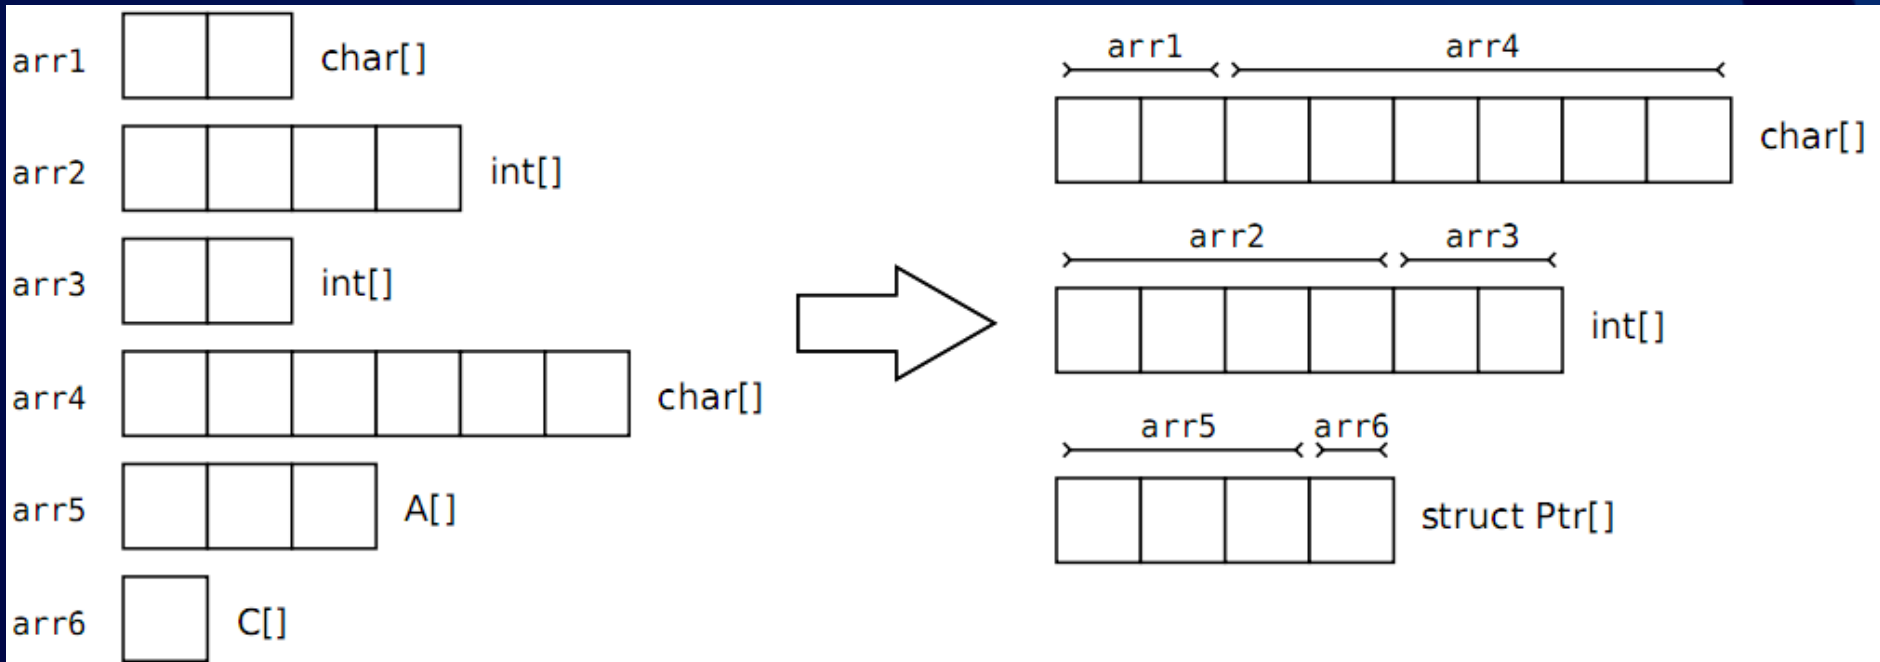 arr1 char[]
arr2 int[]
arr3 int[]
arr4 char[]
arr5 A[]
arr6 C[]
arr1 arr4
char[]
arr2 arr3
int[]
arr5 arr6
struct Ptr[]